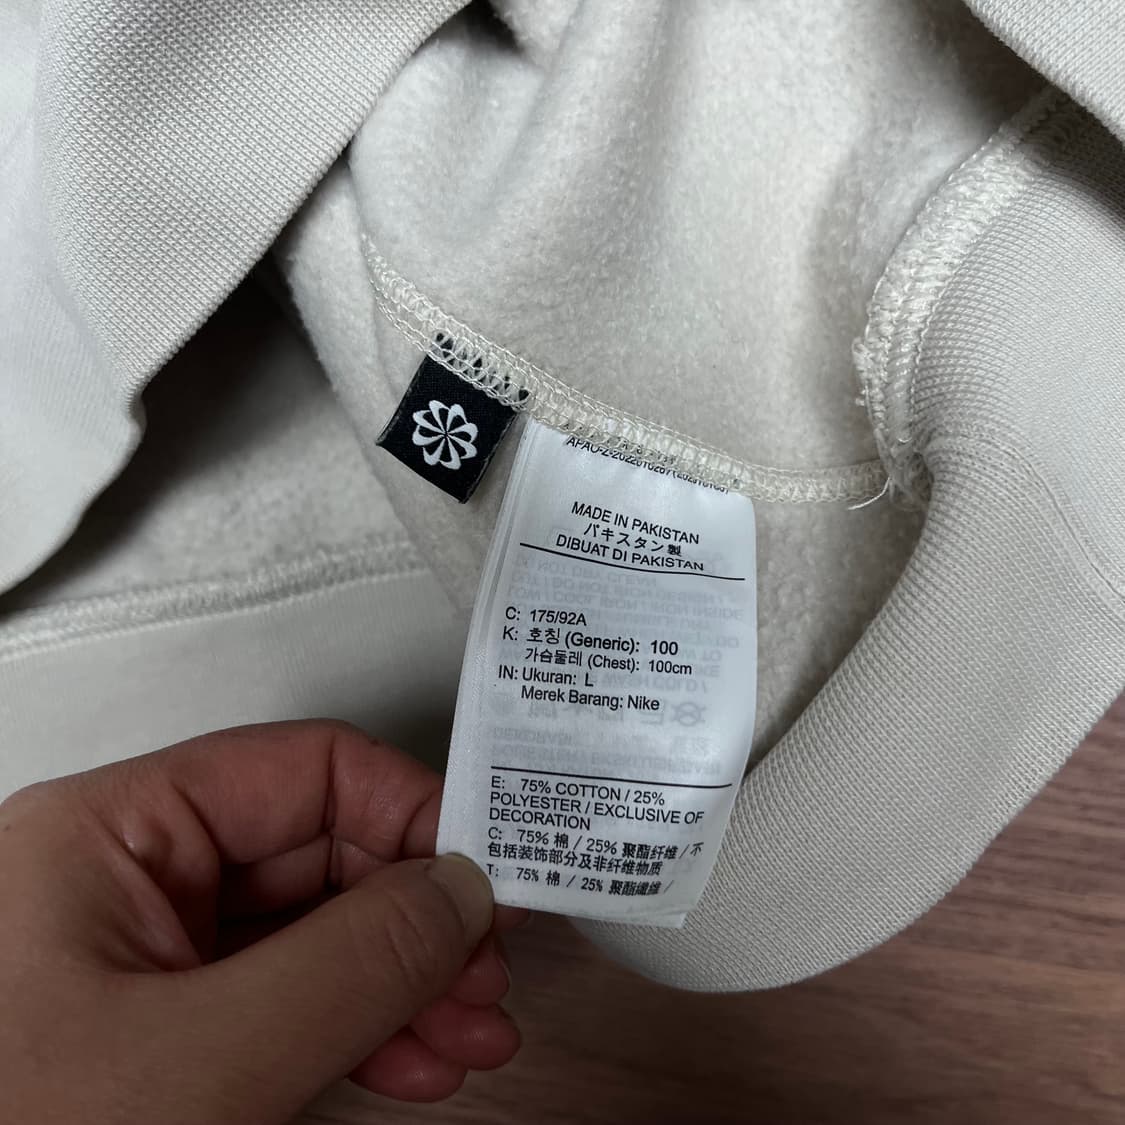 MADE IN PAKISTAN
パキスタン製
DIBUAT DI PAKISTAN
C: 175/92A
K: 호칭 (Generic): 100
가슴둘레 (Chest): 100cm
IN: Ukuran: L
Merek Barang: Nike
E: 75% COTTON / 25%
POLYESTER / EXCLUSIVE OF
DECORATION
C: 75% 棉 / 25% 聚酯纤维 / 不
包括装饰部分及非纤维物质
T: 75% 棉 / 25% 聚酯纖維 /